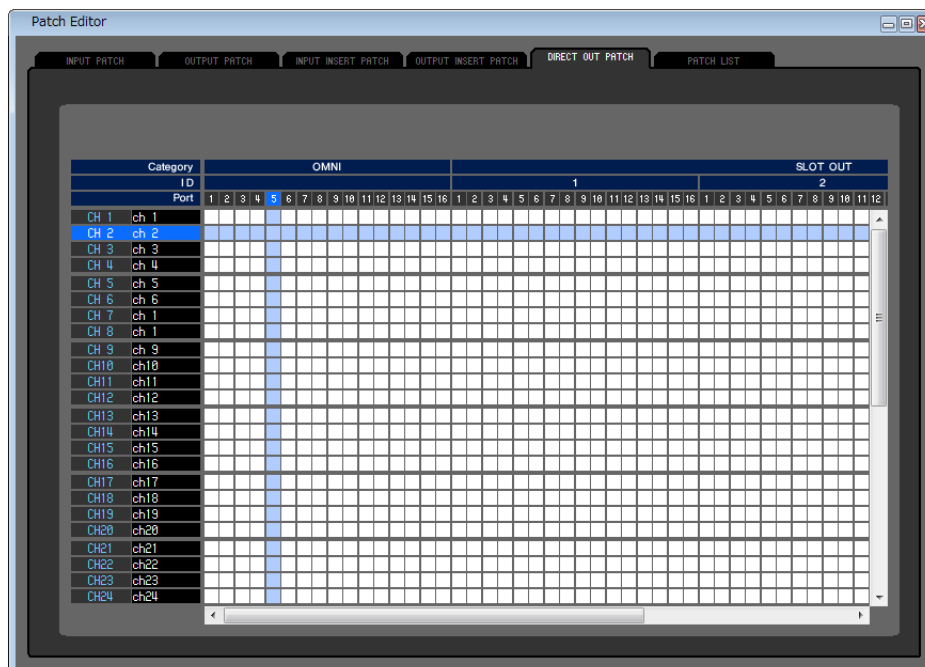 Patch Editor
INPUT PATCH OUTPUT PATCH INPUT INSERT PATCH OUTPUT INSERT PATCH DIRECT OUT PATCH PATCH LIST
Category OMNI SLOT OUT
ID 1 2
Port 1 2 3 4 5 6 7 8 9 10 11 12 13 14 15 16 1 2 3 4 5 6 7 8 9 10 11 12 13 14 15 16 1 2 3 4 5 6 7 8 9 10 11 12
CH 1 ch 1
CH 2 ch 2
CH 3 ch 3
CH 4 ch 4
CH 5 ch 5
CH 6 ch 6
CH 7 ch 1
CH 8 ch 1
CH 9 ch 9
CH10 ch10
CH11 ch11
CH12 ch12
CH13 ch13
CH14 ch14
CH15 ch15
CH16 ch16
CH17 ch17
CH18 ch18
CH19 ch19
CH20 ch20
CH21 ch21
CH22 ch22
CH23 ch23
CH24 ch24